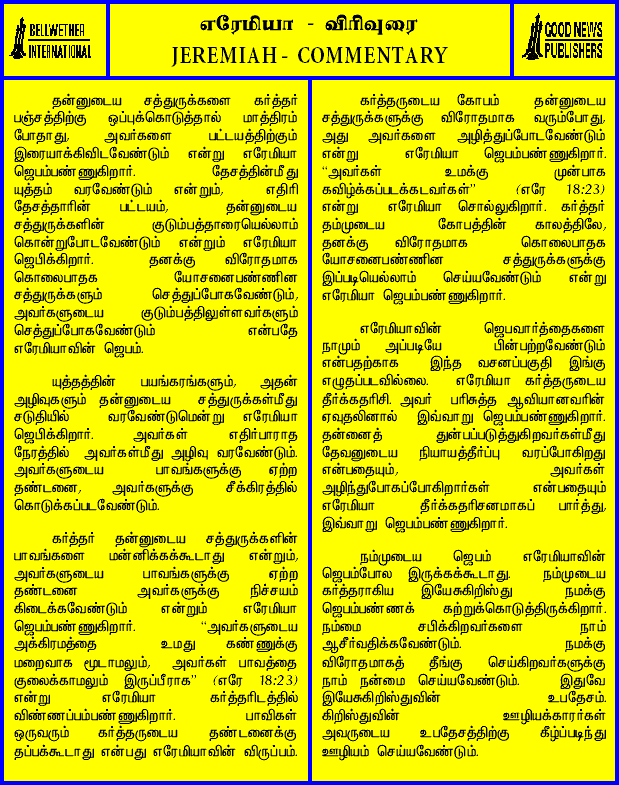 BELLWETHER
INTERNATIONAL
எரேமியா - விரிவுரை
JEREMIAH - COMMENTARY
GOOD NEWS
PUBLISHERS
தன்னுடைய சத்துருக்களை கர்த்தர்
பஞ்சத்திற்கு ஒப்புக்கொடுத்தால் மாத்திரம்
போதாது, அவர்களை பட்டயத்திற்கும்
இரையாக்கிவிடவேண்டும் என்று எரேமியா
ஜெபம்பண்ணுகிறார். தேசத்தின்மீது
யுத்தம் வரவேண்டும் என்றும், எதிரி
தேசத்தாரின் பட்டயம், தன்னுடைய
சத்துருக்களின் குடும்பத்தாரையெல்லாம்
கொன்றுபோடவேண்டும் என்றும் எரேமியா
ஜெபிக்கிறார். தனக்கு விரோதமாக
கொலைபாதக யோசனைபண்ணின
சத்துருக்களும் செத்துப்போகவேண்டும்,
அவர்களுடைய குடும்பத்திலுள்ளவர்களும்
செத்துப்போகவேண்டும் என்பதே
எரேமியாவின் ஜெபம்.
யுத்தத்தின் பயங்கரங்களும், அதன்
அழிவுகளும் தன்னுடைய சத்துருக்கள்மீது
சடுதியில் வரவேண்டுமென்று எரேமியா
ஜெபிக்கிறார். அவர்கள் எதிர்பாராத
நேரத்தில் அவர்கள்மீது அழிவு வரவேண்டும்.
அவர்களுடைய பாவங்களுக்கு ஏற்ற
தண்டனை, அவர்களுக்கு சீக்கிரத்தில்
கொடுக்கப்படவேண்டும்.
கர்த்தர் தன்னுடைய சத்துருக்களின்
பாவங்களை மன்னிக்கக்கூடாது என்றும்,
அவர்களுடைய பாவங்களுக்கு ஏற்ற
தண்டனை அவர்களுக்கு நிச்சயம்
கிடைக்கவேண்டும் என்றும் எரேமியா
ஜெபம்பண்ணுகிறார். “அவர்களுடைய
அக்கிரமத்தை உமது கண்ணுக்கு
மறைவாக மூடாமலும், அவர்கள் பாவத்தை
குலைக்காமலும் இருப்பீராக” (எரே 18:23)
என்று எரேமியா கர்த்தரிடத்தில்
விண்ணப்பம்பண்ணுகிறார். பாவிகள்
ஒருவரும் கர்த்தருடைய தண்டனைக்கு
தப்பக்கூடாது என்பது எரேமியாவின் விருப்பம்.
கர்த்தருடைய கோபம் தன்னுடைய
சத்துருக்களுக்கு விரோதமாக வரும்போது,
அது அவர்களை அழித்துப்போடவேண்டும்
என்று எரேமியா ஜெபம்பண்ணுகிறார்.
“அவர்கள் உமக்கு முன்பாக
கவிழ்க்கப்படக்கடவர்கள்” (எரே 18:23)
என்று எரேமியா சொல்லுகிறார். கர்த்தர்
தம்முடைய கோபத்தின் காலத்திலே,
தனக்கு விரோதமாக கொலைபாதக
யோசனைபண்ணின சத்துருக்களுக்கு
இப்படியெல்லாம் செய்யவேண்டும் என்று
எரேமியா ஜெபம்பண்ணுகிறார்.
எரேமியாவின் ஜெபவார்த்தைகளை
நாமும் அப்படியே பின்பற்றவேண்டும்
என்பதற்காக இந்த வசனப்பகுதி இங்கு
எழுதப்படவில்லை. எரேமியா கர்த்தருடைய
தீர்க்கதரிசி. அவர் பரிசுத்த ஆவியானவரின்
ஏவுதலினால் இவ்வாறு ஜெபம்பண்ணுகிறார்.
தன்னைத் துன்பப்படுத்துகிறவர்கள்மீது
தேவனுடைய நியாயத்தீர்ப்பு வரப்போகிறது
என்பதையும், அவர்கள்
அழிந்துபோகப்போகிறார்கள் என்பதையும்
எரேமியா தீர்க்கதரிசனமாகப் பார்த்து,
இவ்வாறு ஜெபம்பண்ணுகிறார்.
நம்முடைய ஜெபம் எரேமியாவின்
ஜெபம்போல இருக்கக்கூடாது. நம்முடைய
கர்த்தராகிய இயேசுகிறிஸ்து நமக்கு
ஜெபம்பண்ணக் கற்றுக்கொடுத்திருக்கிறார்.
நம்மை சபிக்கிறவர்களை நாம்
ஆசீர்வதிக்கவேண்டும். நமக்கு
விரோதமாகத் தீங்கு செய்கிறவர்களுக்கு
நாம் நன்மை செய்யவேண்டும். இதுவே
இயேசுகிறிஸ்துவின் உபதேசம்.
கிறிஸ்துவின் ஊழியக்காரர்கள்
அவருடைய உபதேசத்திற்கு கீழ்ப்படிந்து
ஊழியம் செய்யவேண்டும்.